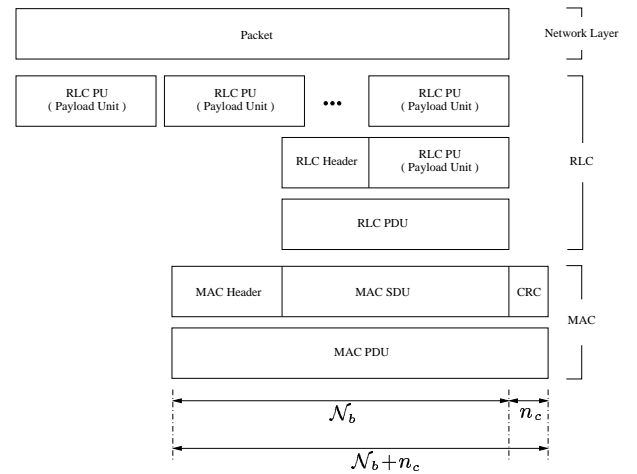 Packet
Network Layer
RLC PU
( Payload Unit )
RLC PU
( Payload Unit )
RLC PU
( Payload Unit )
RLC Header
RLC PU
( Payload Unit )
RLC
RLC PDU
MAC Header
MAC SDU
CRC
MAC
MAC PDU
𝒩_b
n_c
𝒩_b+n_c